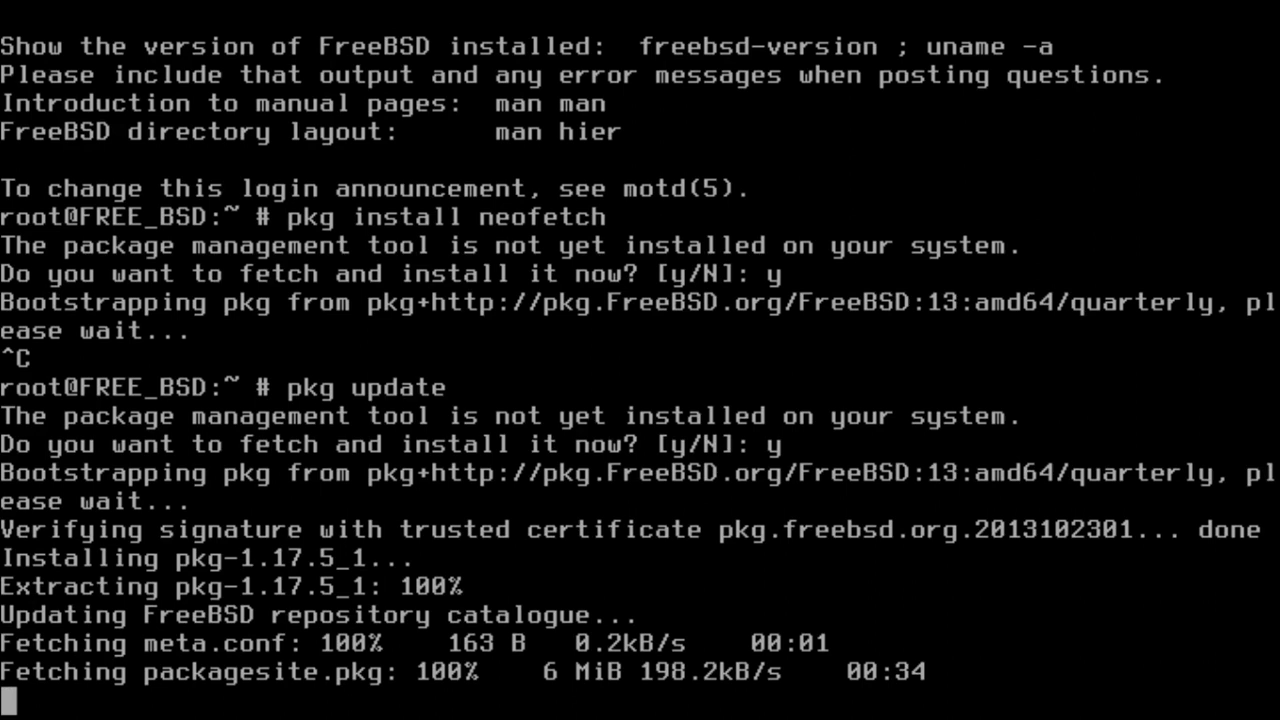 Show the version of FreeBSD installed:  freebsd-version ; uname -a
Please include that output and any error messages when posting questions.
Introduction to manual pages:  man man
FreeBSD directory layout:      man hier

To change this login announcement, see motd(5).
root@FREE_BSD:~ # pkg install neofetch
The package management tool is not yet installed on your system.
Do you want to fetch and install it now? [y/N]: y
Bootstrapping pkg from pkg+http://pkg.FreeBSD.org/FreeBSD:13:amd64/quarterly, pl
ease wait...
^C
root@FREE_BSD:~ # pkg update
The package management tool is not yet installed on your system.
Do you want to fetch and install it now? [y/N]: y
Bootstrapping pkg from pkg+http://pkg.FreeBSD.org/FreeBSD:13:amd64/quarterly, pl
ease wait...
Verifying signature with trusted certificate pkg.freebsd.org.2013102301... done
Installing pkg-1.17.5_1...
Extracting pkg-1.17.5_1: 100%
Updating FreeBSD repository catalogue...
Fetching meta.conf: 100%    163 B   0.2kB/s    00:01
Fetching packagesite.pkg: 100%    6 MiB 198.2kB/s    00:34